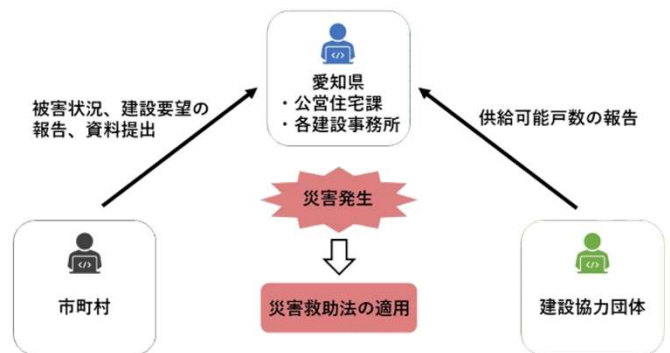 愛知県
・公営住宅課
・各建設事務所
被害状況、建設要望の
報告、資料提出
供給可能戸数の報告
災害発生
市町村
災害救助法の適用
建設協力団体